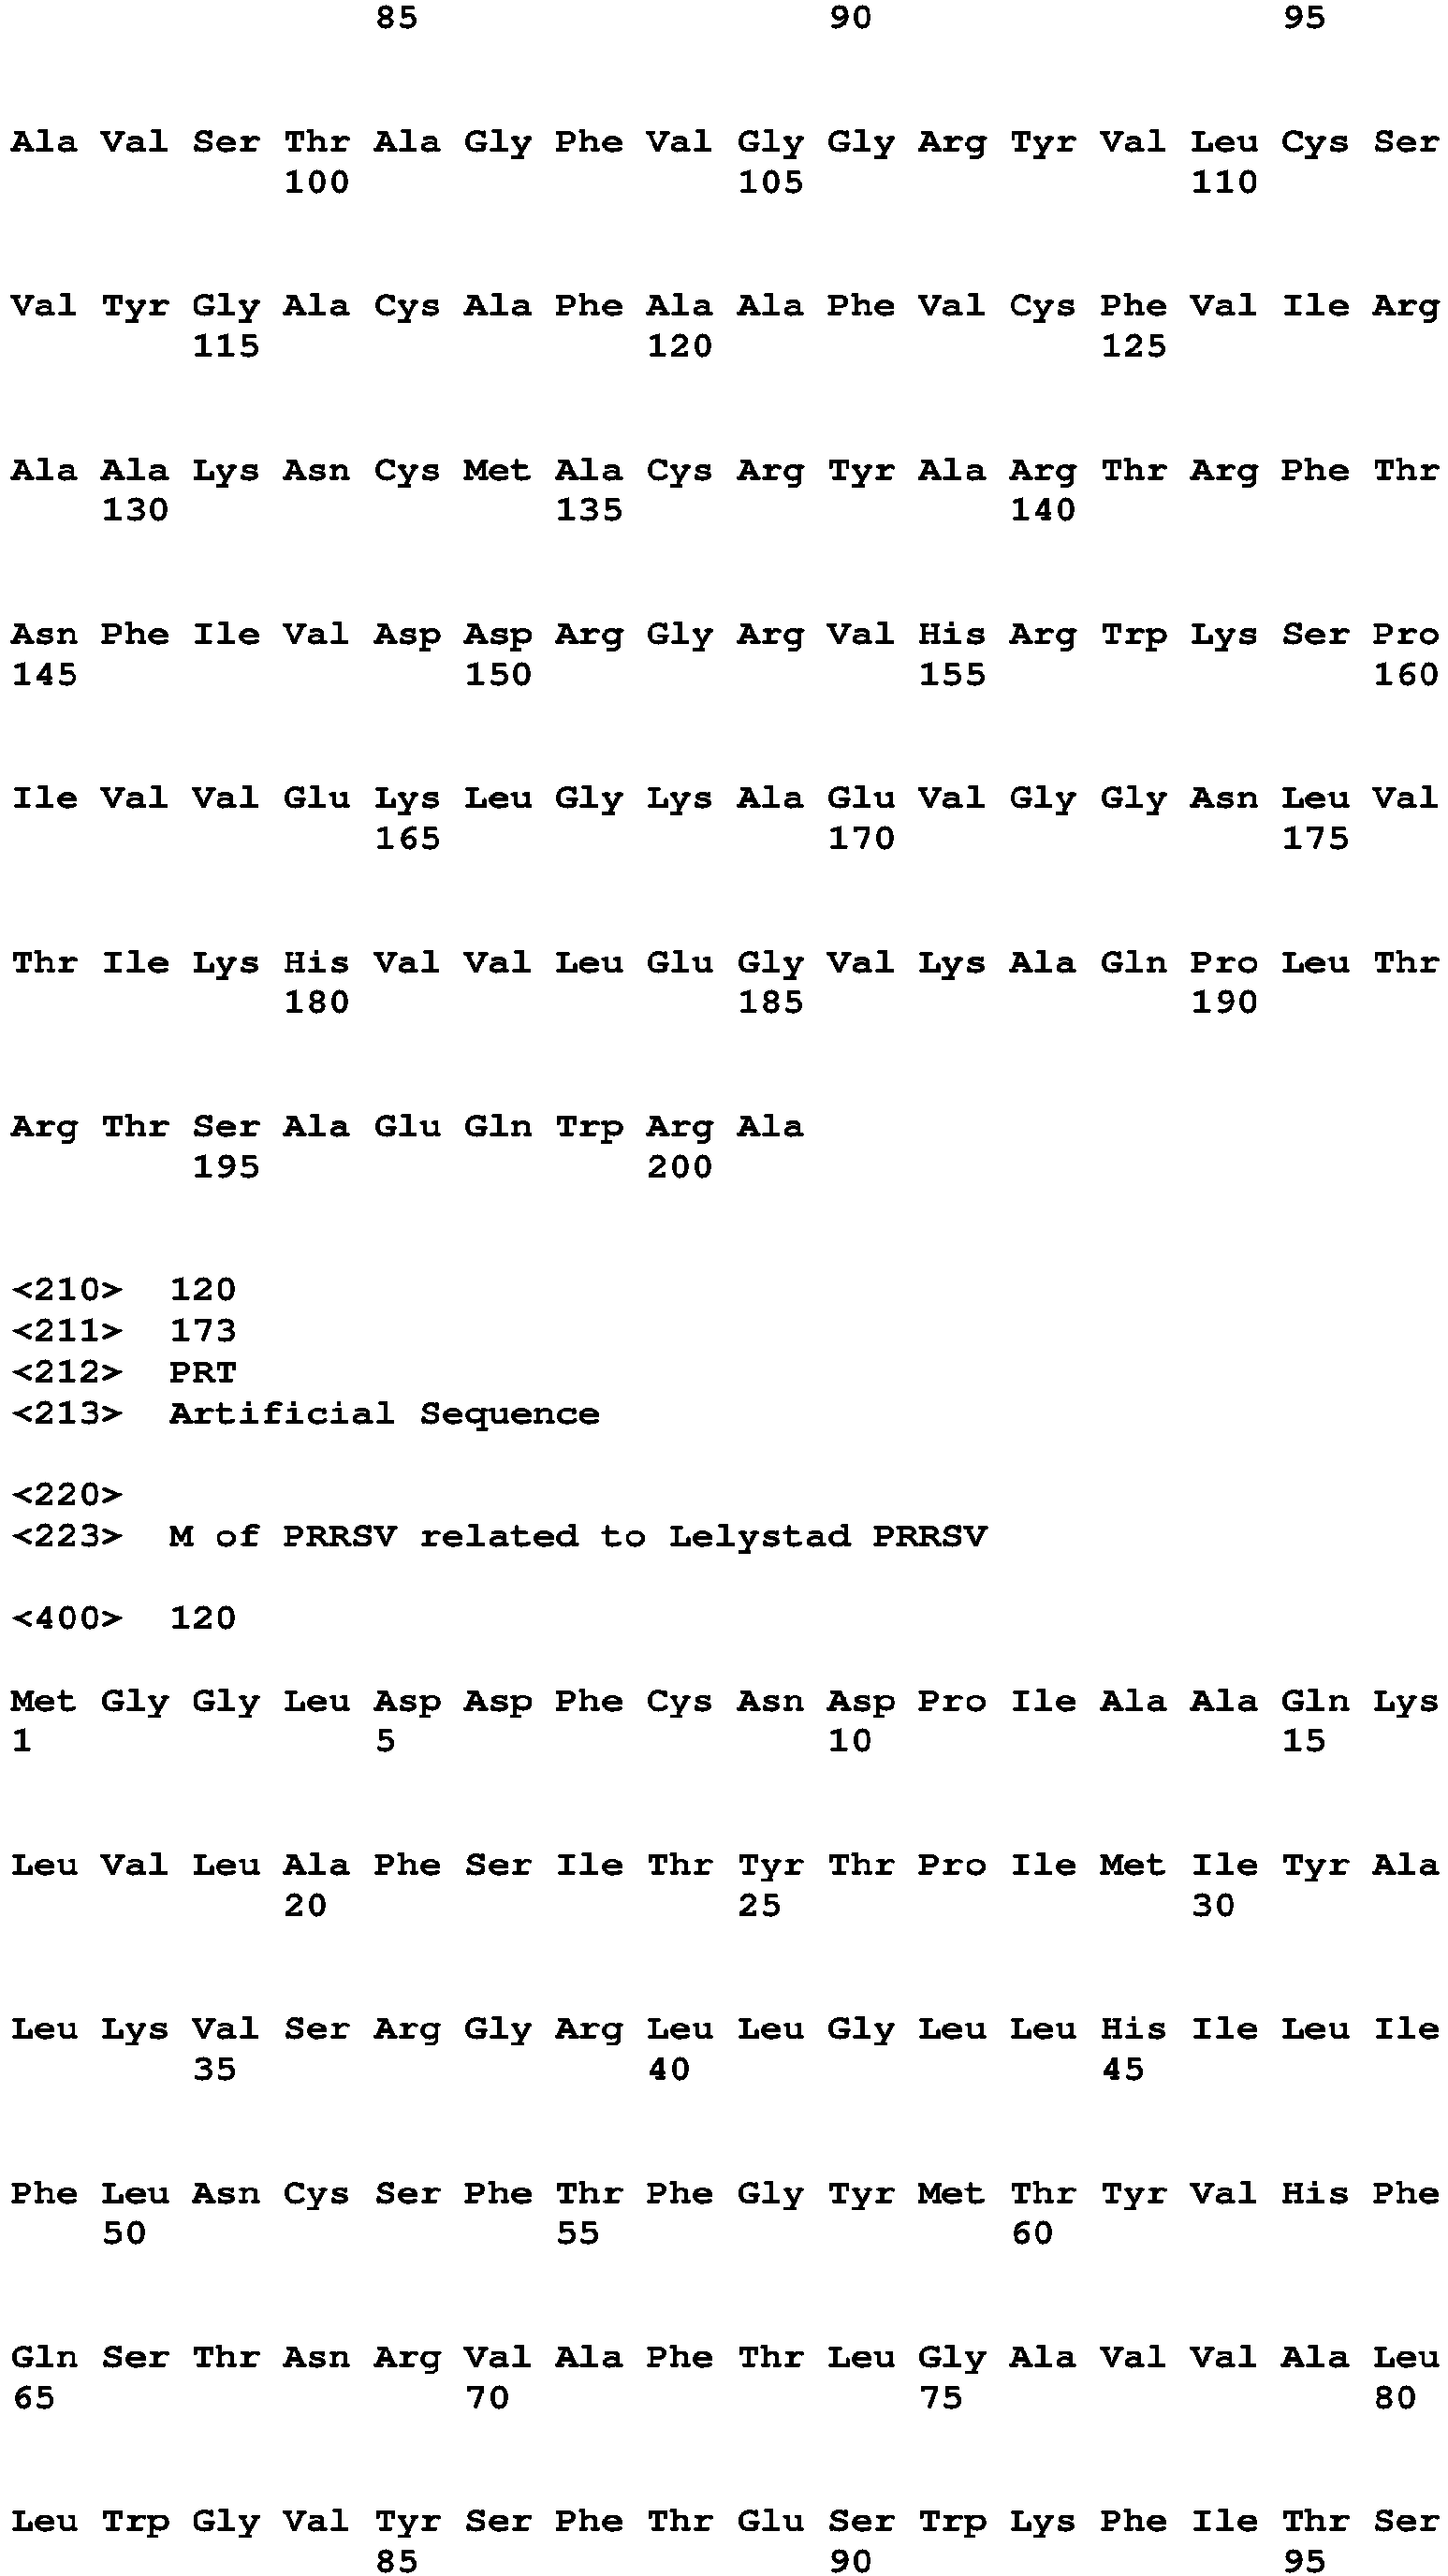 85 90 95
Ala Val Ser Thr Ala Gly Phe Val Gly Gly Arg Tyr Val Leu Cys Ser
100 105 110
Val Tyr Gly Ala Cys Ala Phe Ala Ala Phe Val Cys Phe Val Ile Arg
115 120 125
Ala Ala Lys Asn Cys Met Ala Cys Arg Tyr Ala Arg Thr Arg Phe Thr
130 135 140
Asn Phe Ile Val Asp Asp Arg Gly Arg Val His Arg Trp Lys Ser Pro
145 150 155 160
Ile Val Val Glu Lys Leu Gly Lys Ala Glu Val Gly Gly Asn Leu Val
165 170 175
Thr Ile Lys His Val Val Leu Glu Gly Val Lys Ala Gln Pro Leu Thr
180 185 190
Arg Thr Ser Ala Glu Gln Trp Arg Ala
195 200
<210> 120
<211> 173
<212> PRT
<213> Artificial Sequence
<220>
<223> M of PRRSV related to Lelystad PRRSV
<400> 120
Met Gly Gly Leu Asp Asp Phe Cys Asn Asp Pro Ile Ala Ala Gln Lys
1 5 10 15
Leu Val Leu Ala Phe Ser Ile Thr Tyr Thr Pro Ile Met Ile Tyr Ala
20 25 30
Leu Lys Val Ser Arg Gly Arg Leu Leu Gly Leu Leu His Ile Leu Ile
35 40 45
Phe Leu Asn Cys Ser Phe Thr Phe Gly Tyr Met Thr Tyr Val His Phe
50 55 60
Gln Ser Thr Asn Arg Val Ala Phe Thr Leu Gly Ala Val Val Ala Leu
65 70 75 80
Leu Trp Gly Val Tyr Ser Phe Thr Glu Ser Trp Lys Phe Ile Thr Ser
85 90 95